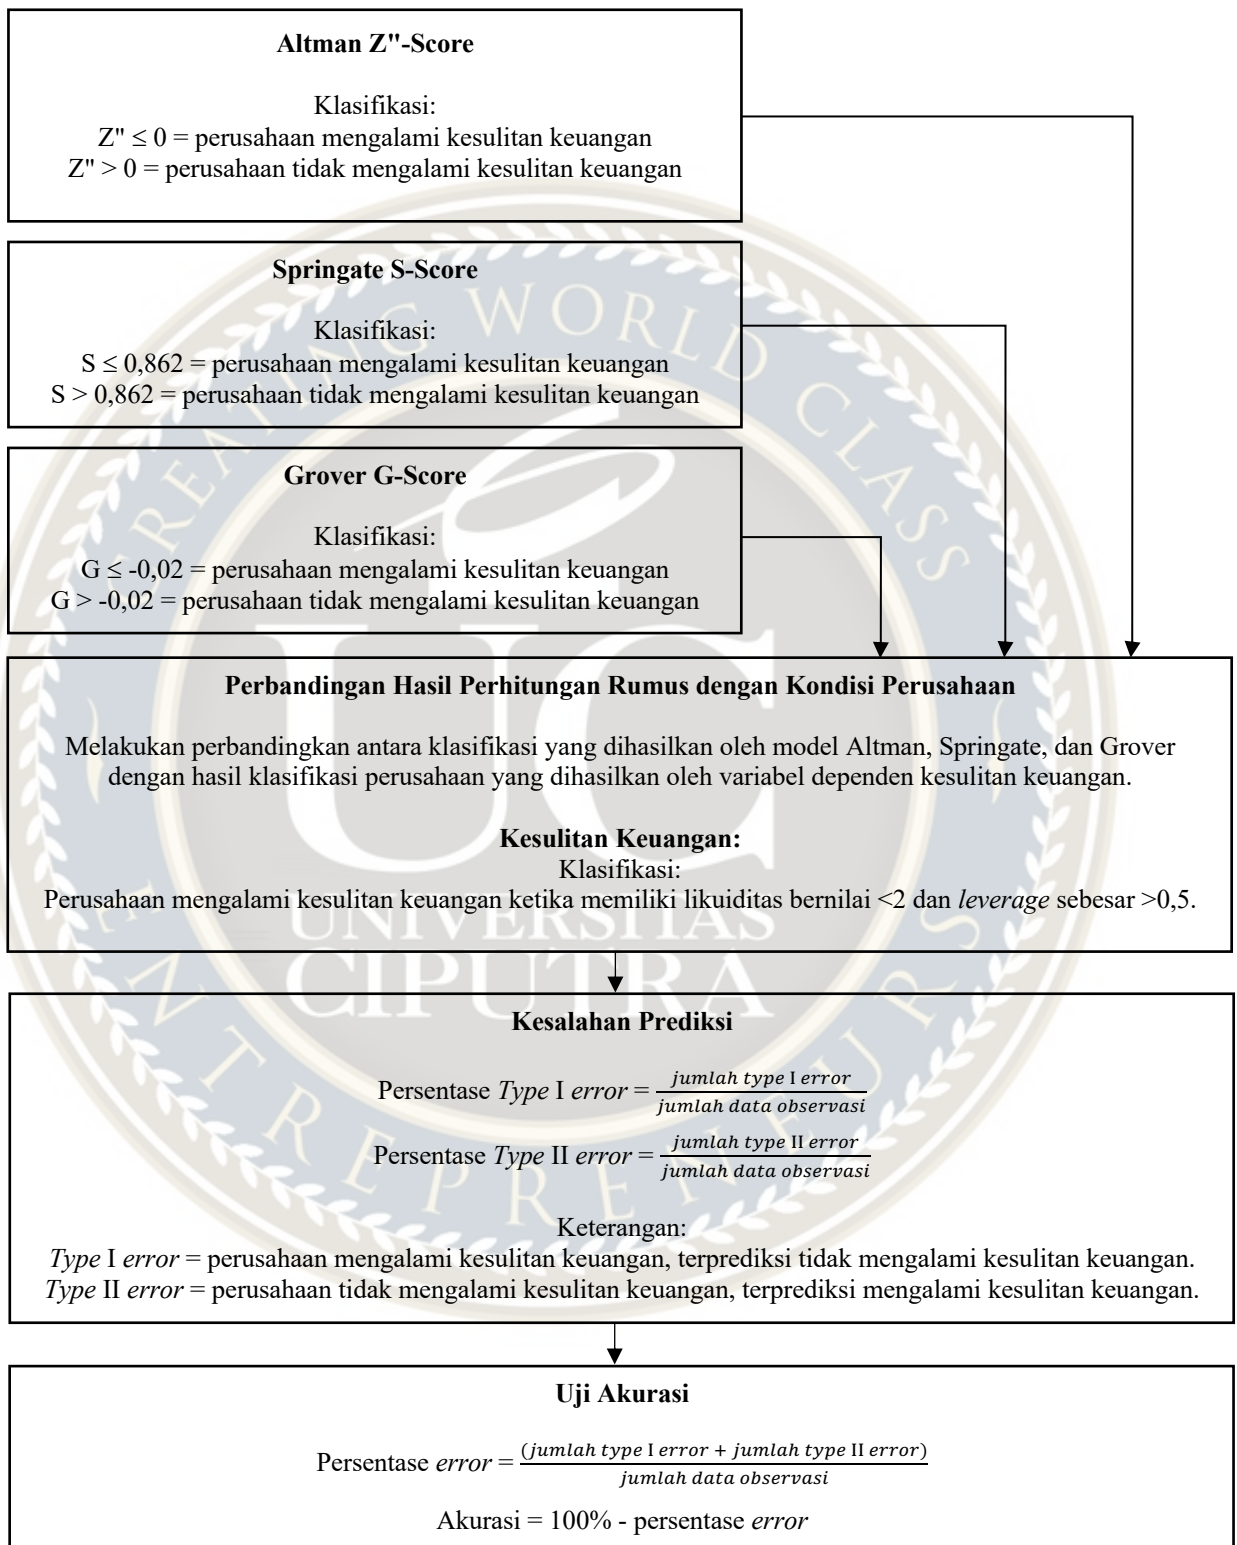 Altman Z"-Score
Klasifikasi:
Z" ≤ 0 = perusahaan mengalami kesulitan keuangan
Z" > 0 = perusahaan tidak mengalami kesulitan keuangan
Springate S-Score
Klasifikasi:
S ≤ 0,862 = perusahaan mengalami kesulitan keuangan
S > 0,862 = perusahaan tidak mengalami kesulitan keuangan
Grover G-Score
Klasifikasi:
G ≤ -0,02 = perusahaan mengalami kesulitan keuangan
G > -0,02 = perusahaan tidak mengalami kesulitan keuangan
Perbandingan Hasil Perhitungan Rumus dengan Kondisi Perusahaan
Melakukan perbandingkan antara klasifikasi yang dihasilkan oleh model Altman, Springate, dan Grover
dengan hasil klasifikasi perusahaan yang dihasilkan oleh variabel dependen kesulitan keuangan.
Kesulitan Keuangan:
Klasifikasi:
Perusahaan mengalami kesulitan keuangan ketika memiliki likuiditas bernilai <2 dan leverage sebesar >0,5.
Kesalahan Prediksi
Persentase Type I error = jumlah type I error / jumlah data observasi
Persentase Type II error = jumlah type II error / jumlah data observasi
Keterangan:
Type I error = perusahaan mengalami kesulitan keuangan, terprediksi tidak mengalami kesulitan keuangan.
Type II error = perusahaan tidak mengalami kesulitan keuangan, terprediksi mengalami kesulitan keuangan.
Uji Akurasi
Persentase error = (jumlah type I error + jumlah type II error) / jumlah data observasi
Akurasi = 100% - persentase error
CREATING WORLD CLASS
UC
UNIVERSITAS
CIPUTRA
ENTREPRENEURS